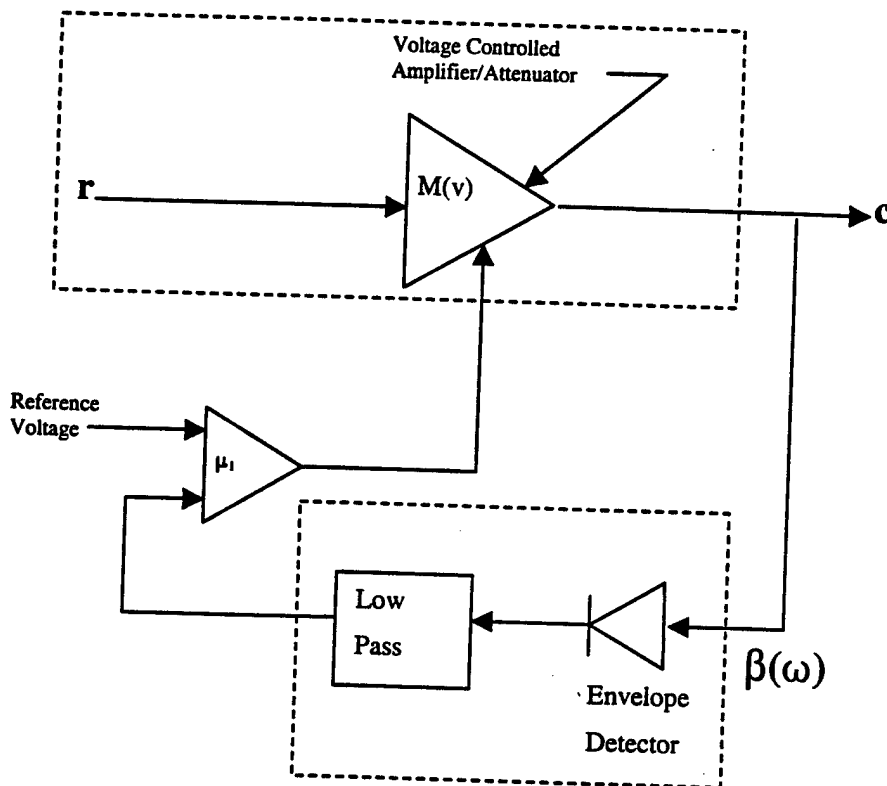 Voltage Controlled
Amplifier/Attenuator
r
M(v)
c
Reference
Voltage
μ₁
Low
Pass
β(ω)
Envelope
Detector